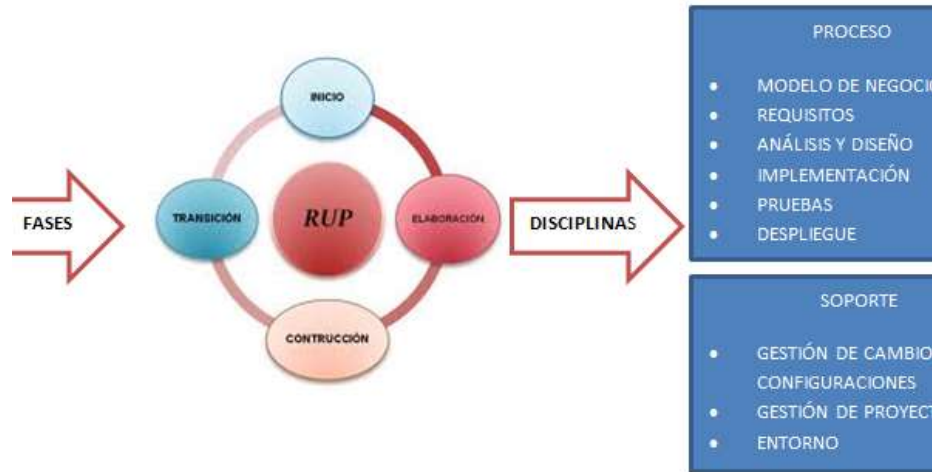 FASES
INICIO
TRANSICIÓN
RUP
ELABORACIÓN
CONTRUCCIÓN
DISCIPLINAS
PROCESO
• MODELO DE NEGOCIO
• REQUISITOS
• ANÁLISIS Y DISEÑO
• IMPLEMENTACIÓN
• PRUEBAS
• DESPLIEGUE
SOPORTE
• GESTIÓN DE CAMBIO
CONFIGURACIONES
• GESTIÓN DE PROYECT
• ENTORNO